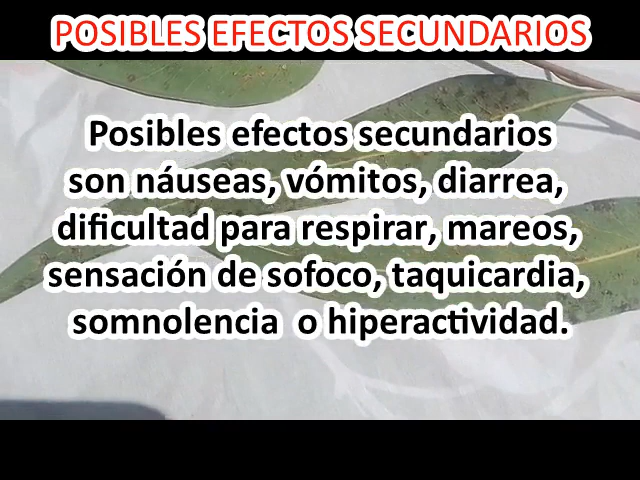 POSIBLES EFECTOS SECUNDARIOS
Posibles efectos secundarios
son náuseas, vómitos, diarrea,
dificultad para respirar, mareos,
sensación de sofoco, taquicardia,
somnolencia o hiperactividad.